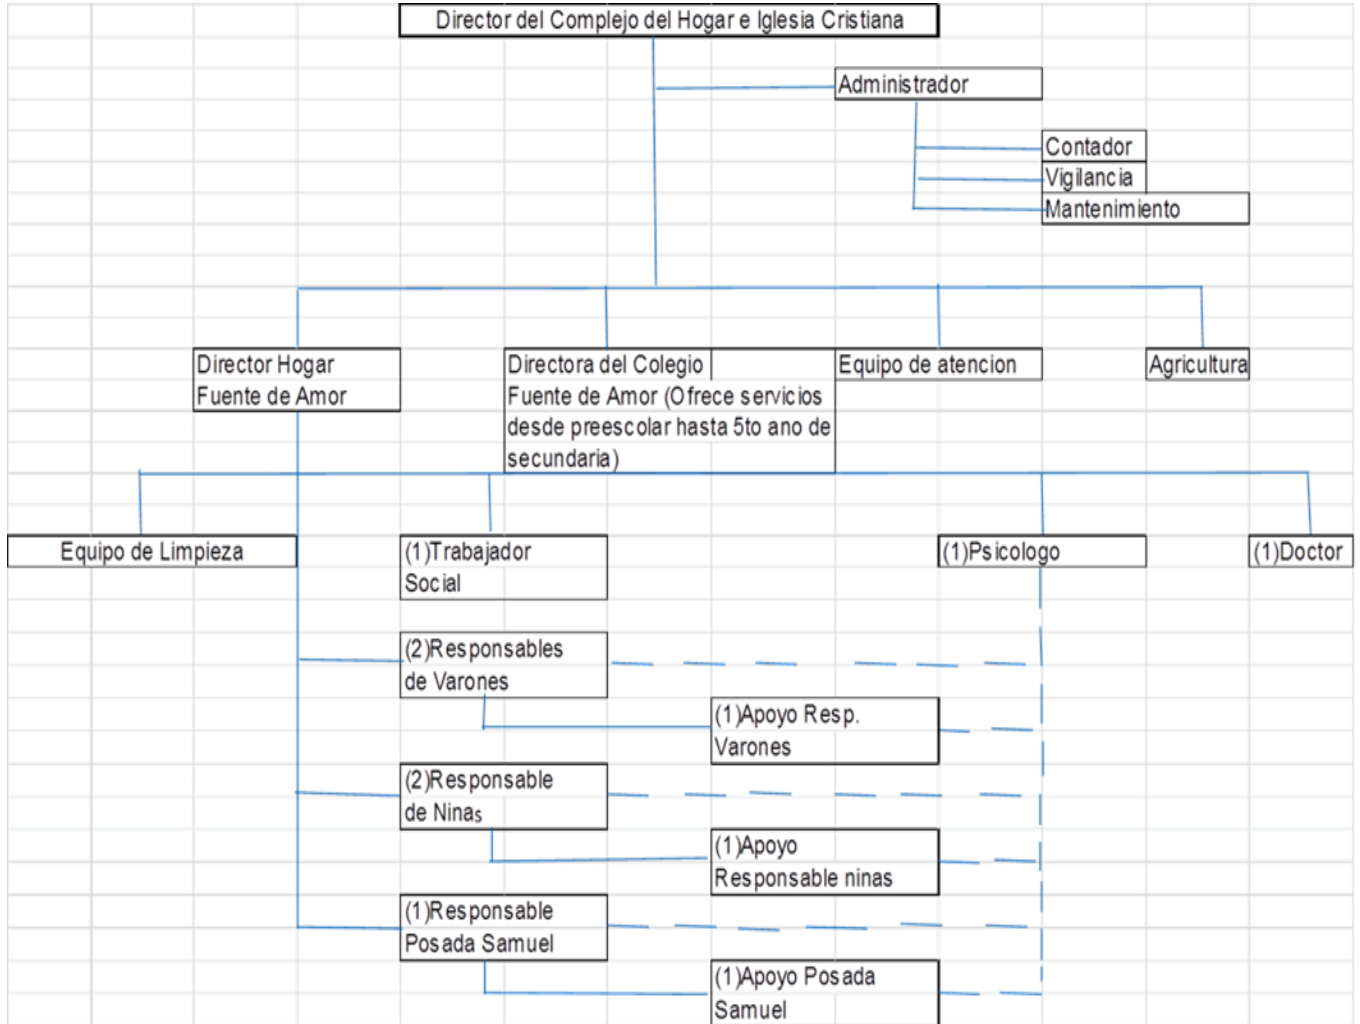 Director del Complejo del Hogar e Iglesia Cristiana
Administrador
Contador
Vigilancia
Mantenimiento
Director Hogar
Fuente de Amor
Directora del Colegio
Fuente de Amor (Ofrece servicios
desde preescolar hasta 5to ano de
secundaria)
Equipo de atencion
Agricultura
Equipo de Limpieza
(1)Trabajador
Social
(1)Psicologo
(1)Doctor
(2)Responsables
de Varones
(1)Apoyo Resp.
Varones
(2)Responsable
de Ninas
(1)Apoyo
Responsable ninas
(1)Responsable
Posada Samuel
(1)Apoyo Posada
Samuel